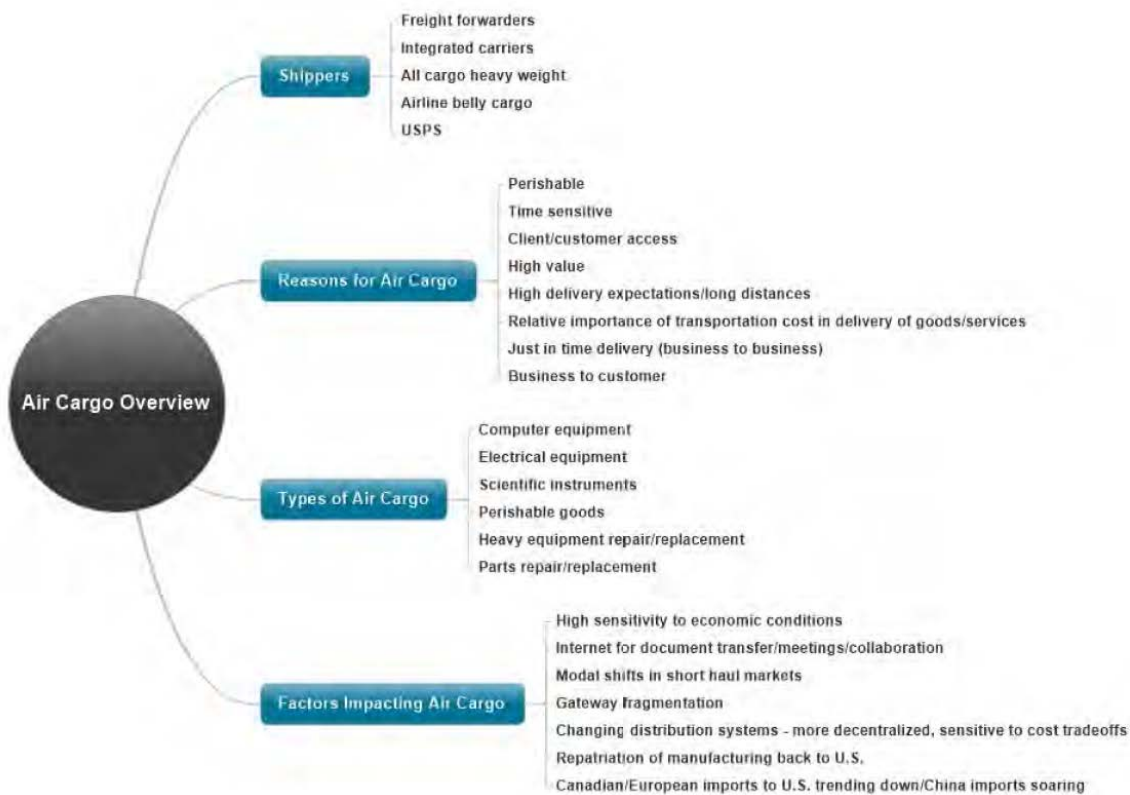 Air Cargo Overview
Shippers
Freight forwarders
Integrated carriers
All cargo heavy weight
Airline belly cargo
USPS
Reasons for Air Cargo
Perishable
Time sensitive
Client/customer access
High value
High delivery expectations/long distances
Relative importance of transportation cost in delivery of goods/services
Just in time delivery (business to business)
Business to customer
Types of Air Cargo
Computer equipment
Electrical equipment
Scientific instruments
Perishable goods
Heavy equipment repair/replacement
Parts repair/replacement
Factors Impacting Air Cargo
High sensitivity to economic conditions
Internet for document transfer/meetings/collaboration
Modal shifts in short haul markets
Gateway fragmentation
Changing distribution systems - more decentralized, sensitive to cost tradeoffs
Repatriation of manufacturing back to U.S.
Canadian/European imports to U.S. trending down/China imports soaring